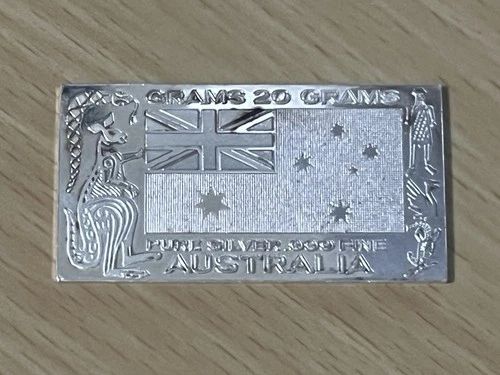 GRAMS 20 GRAMS
PURE SILVER .999 FINE
AUSTRALIA